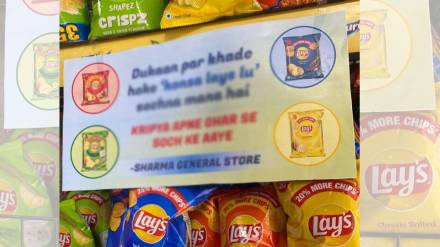 SHAPEZ
CRISPZ
Dukaan par khade
hoke 'konsa lays lu'
sochna mana hai
KRIPYA APNE GHAR SE
SOCH KE AAYE
-SHARMA GENERAL STORE
20% MORE CHIPS*
20% MORE CHIPS*
Lay's
Lay's
Lay's
Lay's